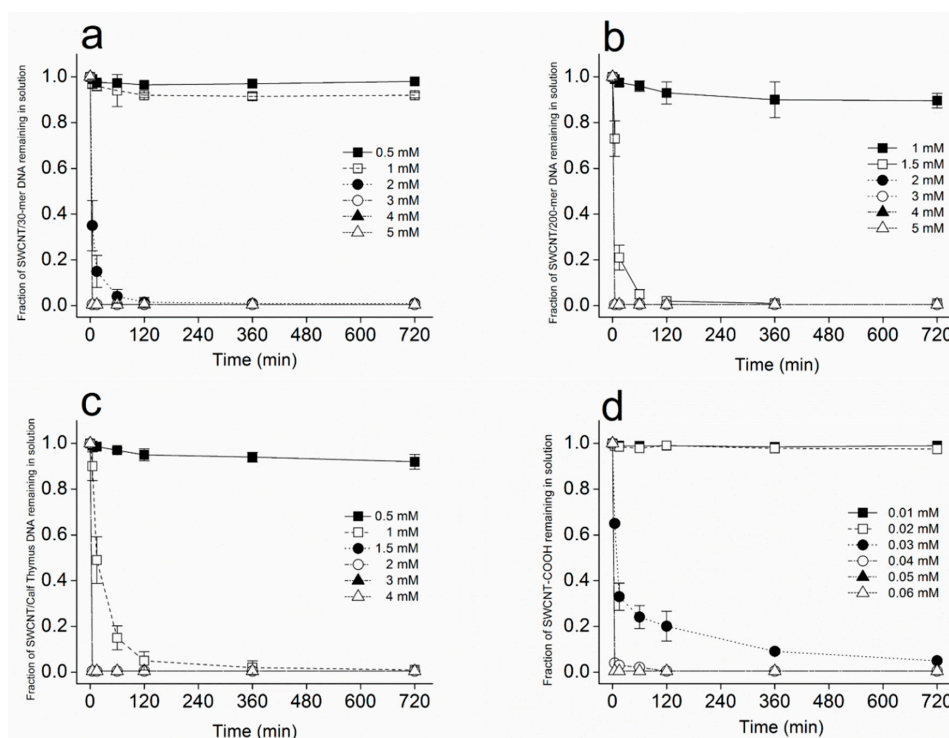 a
Fraction of SWCNT/30-mer DNA remaining in solution
1.0
0.8
0.6
0.4
0.2
0.0
0.5 mM
1 mM
2 mM
3 mM
4 mM
5 mM
0 120 240 360 480 600 720
Time (min)
b
Fraction of SWCNT/200-mer DNA remaining in solution
1.0
0.8
0.6
0.4
0.2
0.0
1 mM
1.5 mM
2 mM
3 mM
4 mM
5 mM
0 120 240 360 480 600 720
Time (min)
c
Fraction of SWCNT/Calf Thymus DNA remaining in solution
1.0
0.8
0.6
0.4
0.2
0.0
0.5 mM
1 mM
1.5 mM
2 mM
3 mM
4 mM
0 120 240 360 480 600 720
Time (min)
d
Fraction of SWCNT-COOH remaining in solution
1.0
0.8
0.6
0.4
0.2
0.0
0.01 mM
0.02 mM
0.03 mM
0.04 mM
0.05 mM
0.06 mM
0 120 240 360 480 600 720
Time (min)